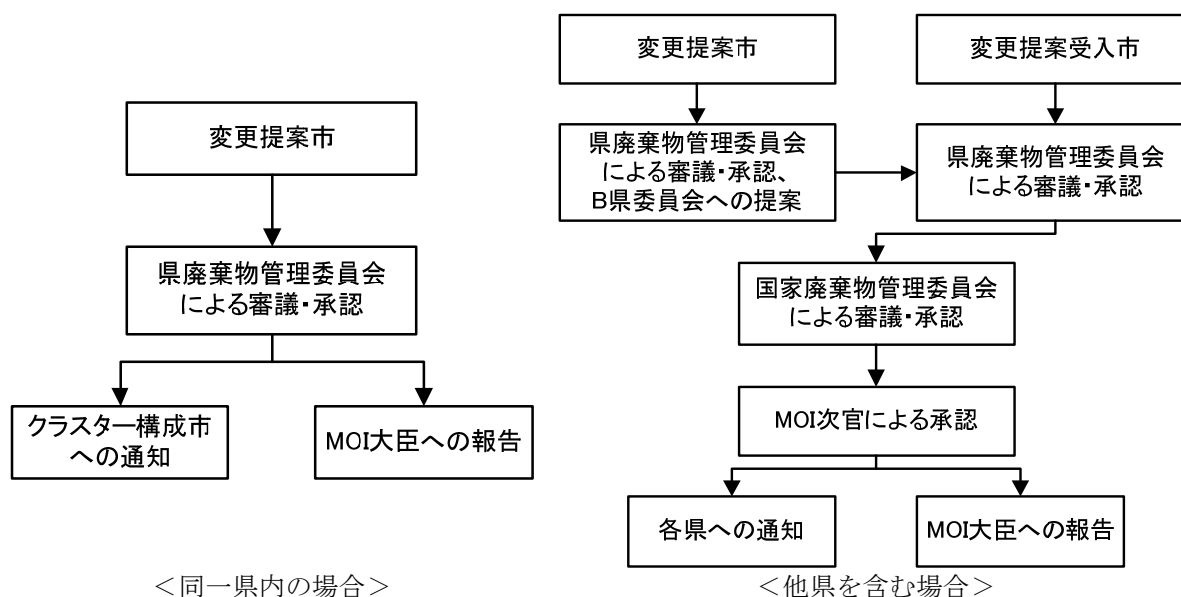 変更提案市
県廃棄物管理委員会
による審議・承認
クラスター構成市
への通知
MOI大臣への報告
＜同一県内の場合＞
変更提案市
変更提案受入市
県廃棄物管理委員会
による審議・承認、
B県委員会への提案
県廃棄物管理委員会
による審議・承認
国家廃棄物管理委員会
による審議・承認
MOI次官による承認
各県への通知
MOI大臣への報告
＜他県を含む場合＞